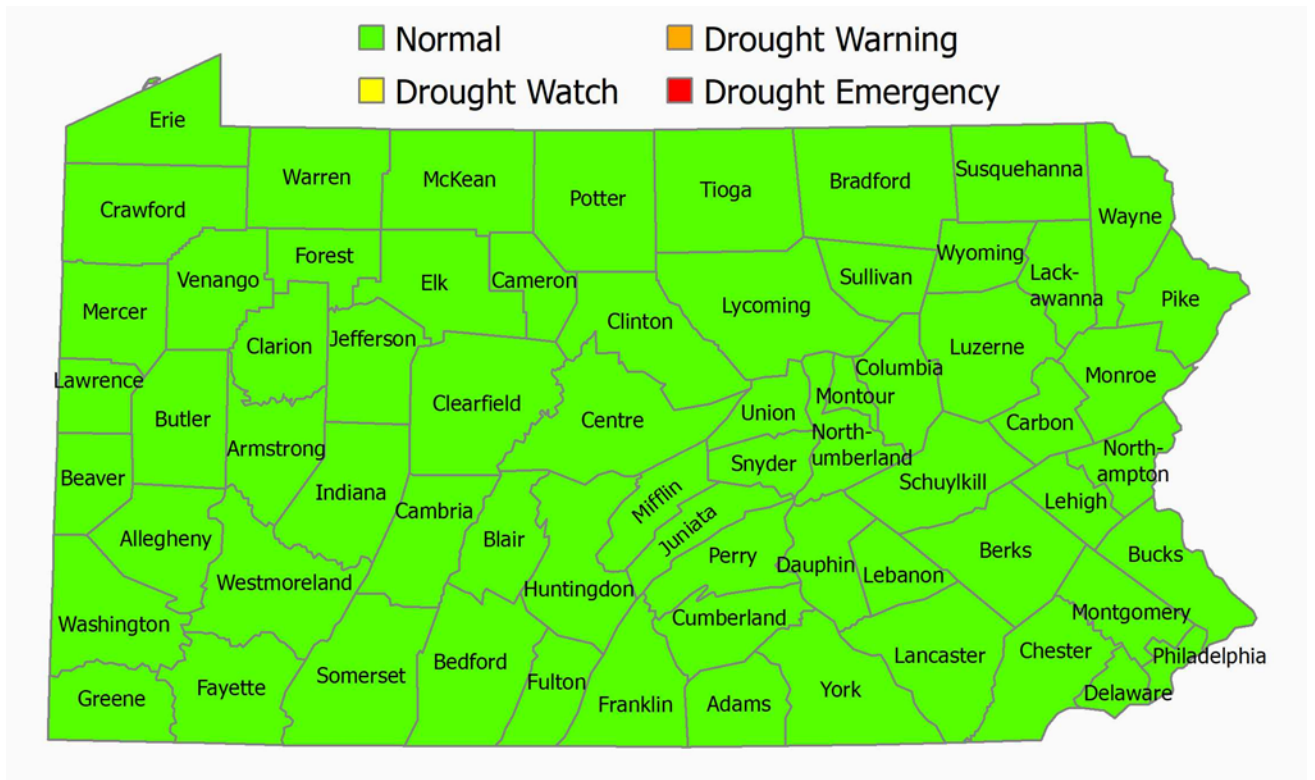 Normal
Drought Warning
Drought Watch
Drought Emergency
Erie
Warren
McKean
Potter
Tioga
Bradford
Susquehanna
Wayne
Crawford
Venango
Forest
Elk
Cameron
Clinton
Lycoming
Sullivan
Wyoming
Lack-
awanna
Pike
Mercer
Clarion
Jefferson
Luzerne
Columbia
Monroe
Lawrence
Butler
Clearfield
Centre
Union
Montour
Carbon
Armstrong
Snyder
North-
umberland
North-
ampton
Beaver
Indiana
Cambria
Mifflin
Schuylkill
Lehigh
Allegheny
Blair
Juniata
Perry
Dauphin
Lebanon
Berks
Bucks
Westmoreland
Huntingdon
Washington
Cumberland
Montgomery
Somerset
Bedford
Lancaster
Chester
Philadelphia
Greene
Fayette
Fulton
Franklin
Adams
York
Delaware